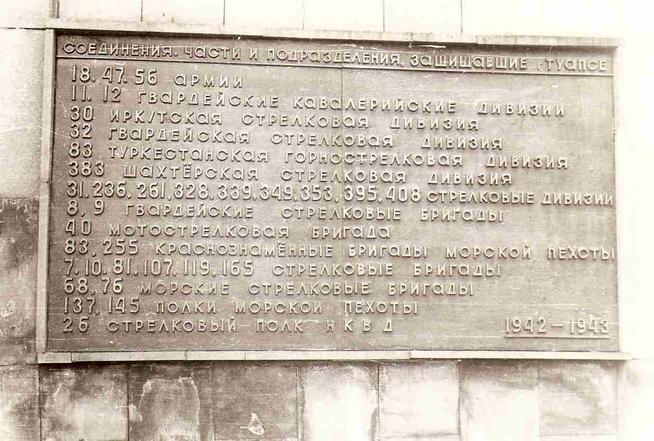 СОЕДИНЕНИЯ, ЧАСТИ И ПОДРАЗДЕЛЕНИЯ, ЗАЩИЩАВШИЕ г. ТУАПСЕ
18. 47. 56 АРМИИ
11. 12 ГВАРДЕЙСКИЕ КАВАЛЕРИЙСКИЕ ДИВИЗИИ
30 ИРКУТСКАЯ СТРЕЛКОВАЯ ДИВИЗИЯ
32 ГВАРДЕЙСКАЯ СТРЕЛКОВАЯ ДИВИЗИЯ
83 ТУРКЕСТАНСКАЯ ГОРНОСТРЕЛКОВАЯ ДИВИЗИЯ
383 ШАХТЁРСКАЯ СТРЕЛКОВАЯ ДИВИЗИЯ
31, 236, 261, 328, 339, 349, 353, 395, 408 СТРЕЛКОВЫЕ ДИВИЗИИ
8, 9 ГВАРДЕЙСКИЕ СТРЕЛКОВЫЕ БРИГАДЫ
40 МОТОСТРЕЛКОВАЯ БРИГАДА
83, 255 КРАСНОЗНАМЁННЫЕ БРИГАДЫ МОРСКОЙ ПЕХОТЫ
7, 10, 81, 107, 119, 165 СТРЕЛКОВЫЕ БРИГАДЫ
68, 76 МОРСКИЕ СТРЕЛКОВЫЕ БРИГАДЫ
137, 145 ПОЛКИ МОРСКОЙ ПЕХОТЫ
26 СТРЕЛКОВЫЙ ПОЛК НКВД 1942–1943